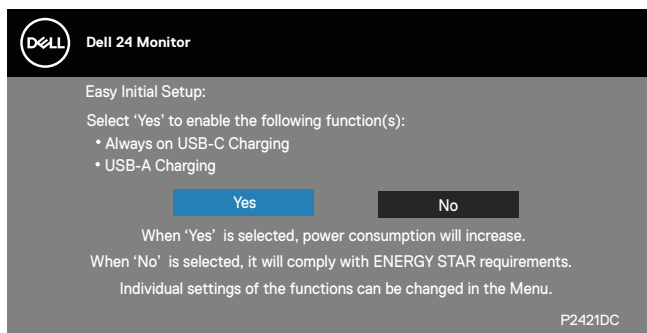 DELL
Dell 24 Monitor
Easy Initial Setup:
Select ‘Yes’ to enable the following function(s):
• Always on USB-C Charging
• USB-A Charging
Yes
No
When ‘Yes’ is selected, power consumption will increase.
When ‘No’ is selected, it will comply with ENERGY STAR requirements.
Individual settings of the functions can be changed in the Menu.
P2421DC